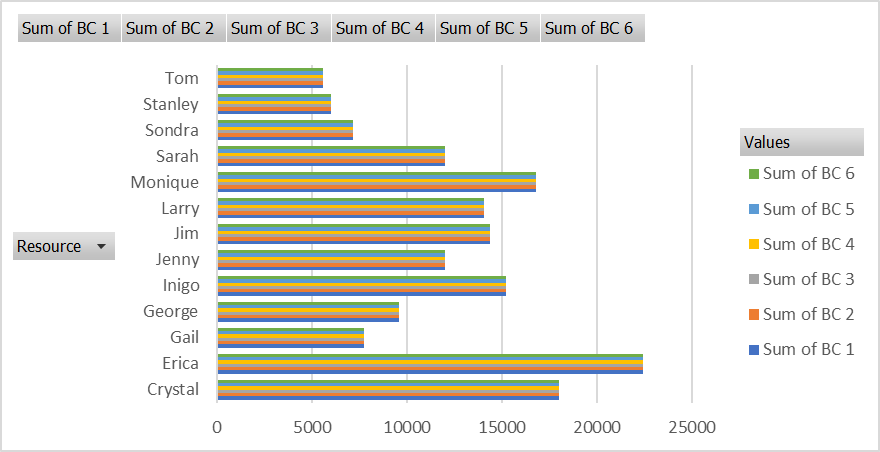 Sum of BC 1 Sum of BC 2 Sum of BC 3 Sum of BC 4 Sum of BC 5 Sum of BC 6
Tom
Stanley
Sondra
Sarah
Monique
Larry
Jim
Jenny
Inigo
George
Gail
Erica
Crystal
0 5000 10000 15000 20000 25000
Resource
Values
Sum of BC 6
Sum of BC 5
Sum of BC 4
Sum of BC 3
Sum of BC 2
Sum of BC 1